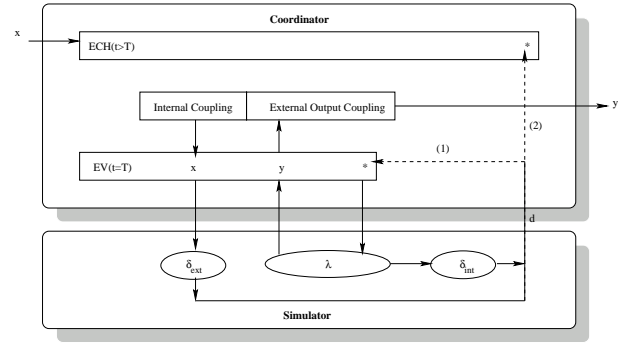 Coordinator
x
ECH(t>T)
*
Internal Coupling
External Output Coupling
y
(2)
(1)
EV(t=T)
x
y
*
d
δext
λ
δint
Simulator